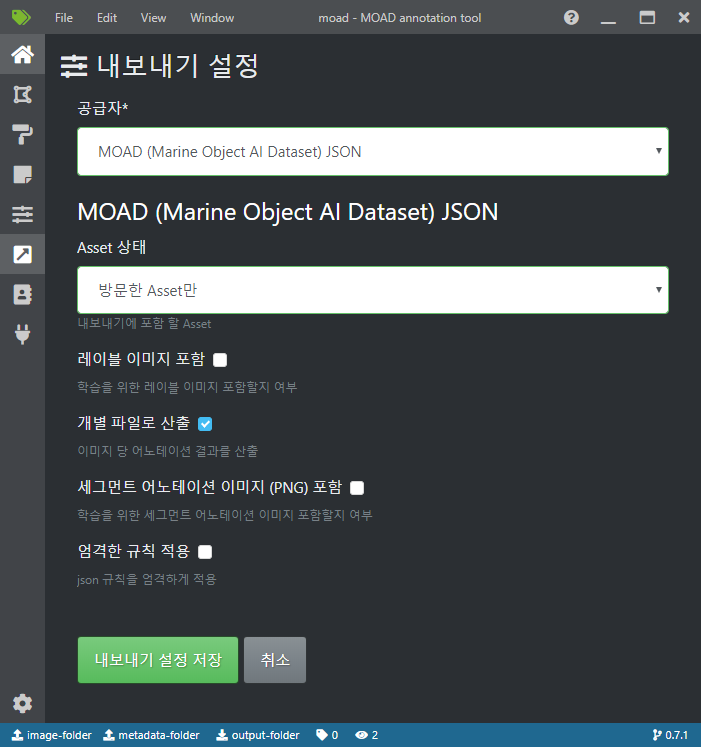 File Edit View Window moad - MOAD annotation tool
내보내기 설정
공급자*
MOAD (Marine Object AI Dataset) JSON
MOAD (Marine Object AI Dataset) JSON
Asset 상태
방문한 Asset만
내보내기에 포함 할 Asset
레이블 이미지 포함
학습을 위한 레이블 이미지 포함할지 여부
개별 파일로 산출
이미지 당 어노테이션 결과를 산출
세그먼트 어노테이션 이미지 (PNG) 포함
학습을 위한 세그먼트 어노테이션 이미지 포함할지 여부
엄격한 규칙 적용
json 규칙을 엄격하게 적용
내보내기 설정 저장 취소
image-folder metadata-folder output-folder 0 2 0.7.1